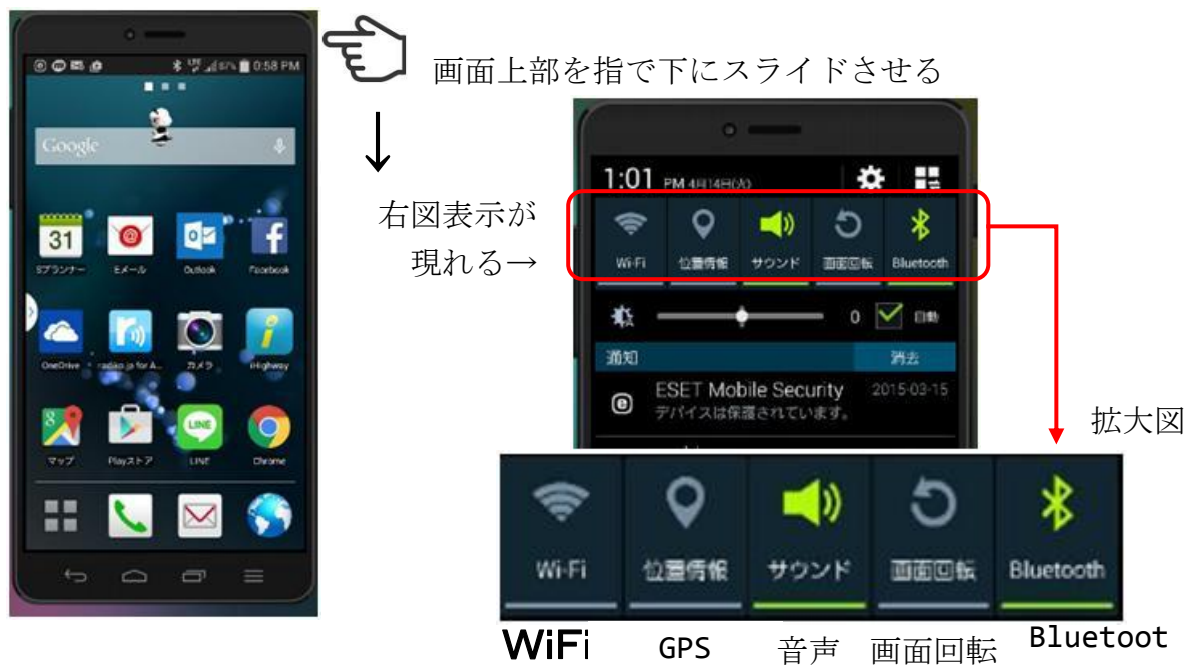 0:58 PM
画面上部を指で下にスライドさせる
Google
右図表示が
現れる→
31
Sプランナー
Eメール
Outlook
Facebook
OneDrive
radiko.jp for A...
カメラ
iHighway
マップ
Playストア
LINE
LINE
Chrome
1:01 PM 4月14日(火)
Wi-Fi
位置情報
サウンド
画面回転
Bluetooth
0
自動
通知
消去
ESET Mobile Security
2015-03-15
デバイスは保護されています。
拡大図
Wi-Fi
位置情報
サウンド
画面回転
Bluetooth
WiFi
GPS
音声
画面回転
Bluetoot